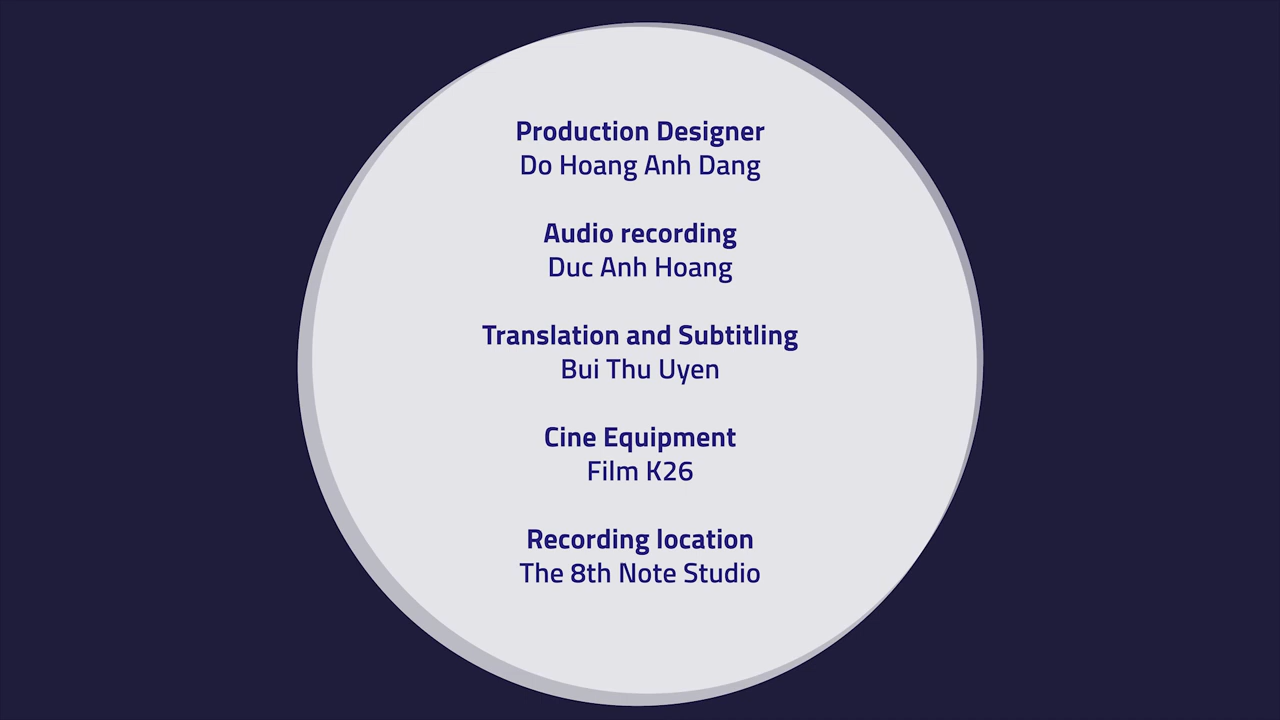 Production Designer
Do Hoang Anh Dang
Audio recording
Duc Anh Hoang
Translation and Subtitling
Bui Thu Uyen
Cine Equipment
Film K26
Recording location
The 8th Note Studio